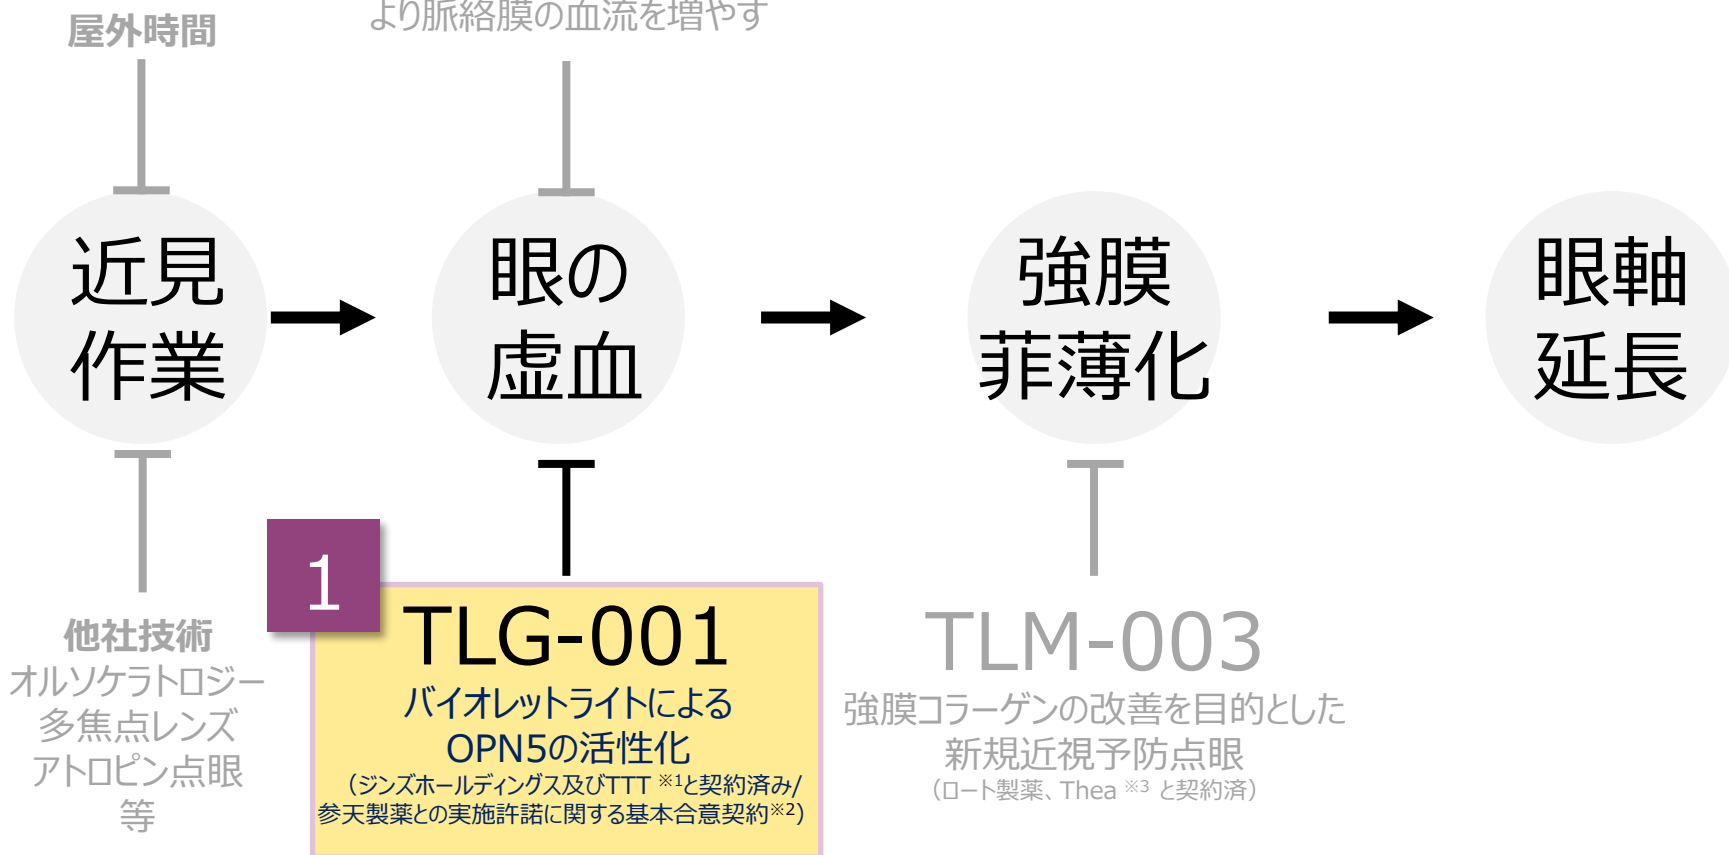 屋外時間
より脈絡膜の血流を増やす
近見
作業
眼の
虚血
強膜
菲薄化
眼軸
延長
他社技術
オルソケラトロジー
多焦点レンズ
アトロピン点眼
等
1
TLG-001
バイオレットライトによる
OPN5の活性化
（ジンズホールディングス及びTTT ※1と契約済み/
参天製薬との実施許諾に関する基本合意契約※2）
TLM-003
強膜コラーゲンの改善を目的とした
新規近視予防点眼
（ロート製薬、Thea ※3 と契約済）